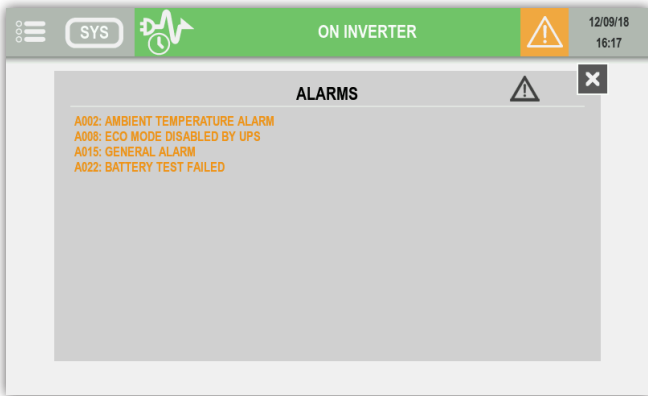 SYS
ON INVERTER
12/09/18
16:17
ALARMS
A002: AMBIENT TEMPERATURE ALARM
A008: ECO MODE DISABLED BY UPS
A015: GENERAL ALARM
A022: BATTERY TEST FAILED